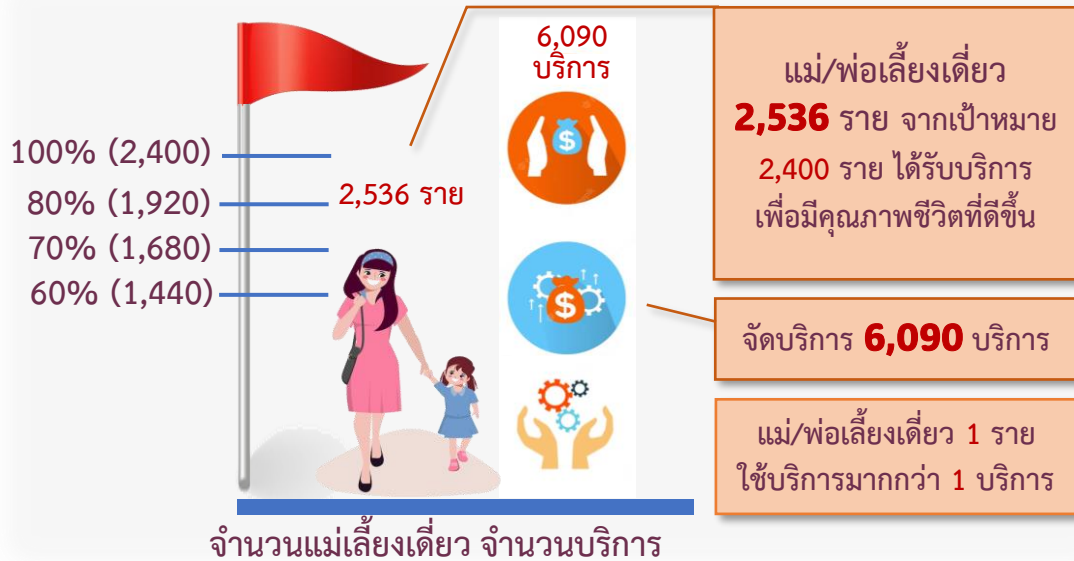 6,090
บริการ
100% (2,400)
80% (1,920)
70% (1,680)
60% (1,440)
2,536 ราย
แม่/พ่อเลี้ยงเดี่ยว
2,536 ราย จากเป้าหมาย
2,400 ราย ได้รับบริการ
เพื่อมีคุณภาพชีวิตที่ดีขึ้น
จัดบริการ 6,090 บริการ
แม่/พ่อเลี้ยงเดี่ยว 1 ราย
ใช้บริการมากกว่า 1 บริการ
$
$
จำนวนแม่เลี้ยงเดี่ยว จำนวนบริการ